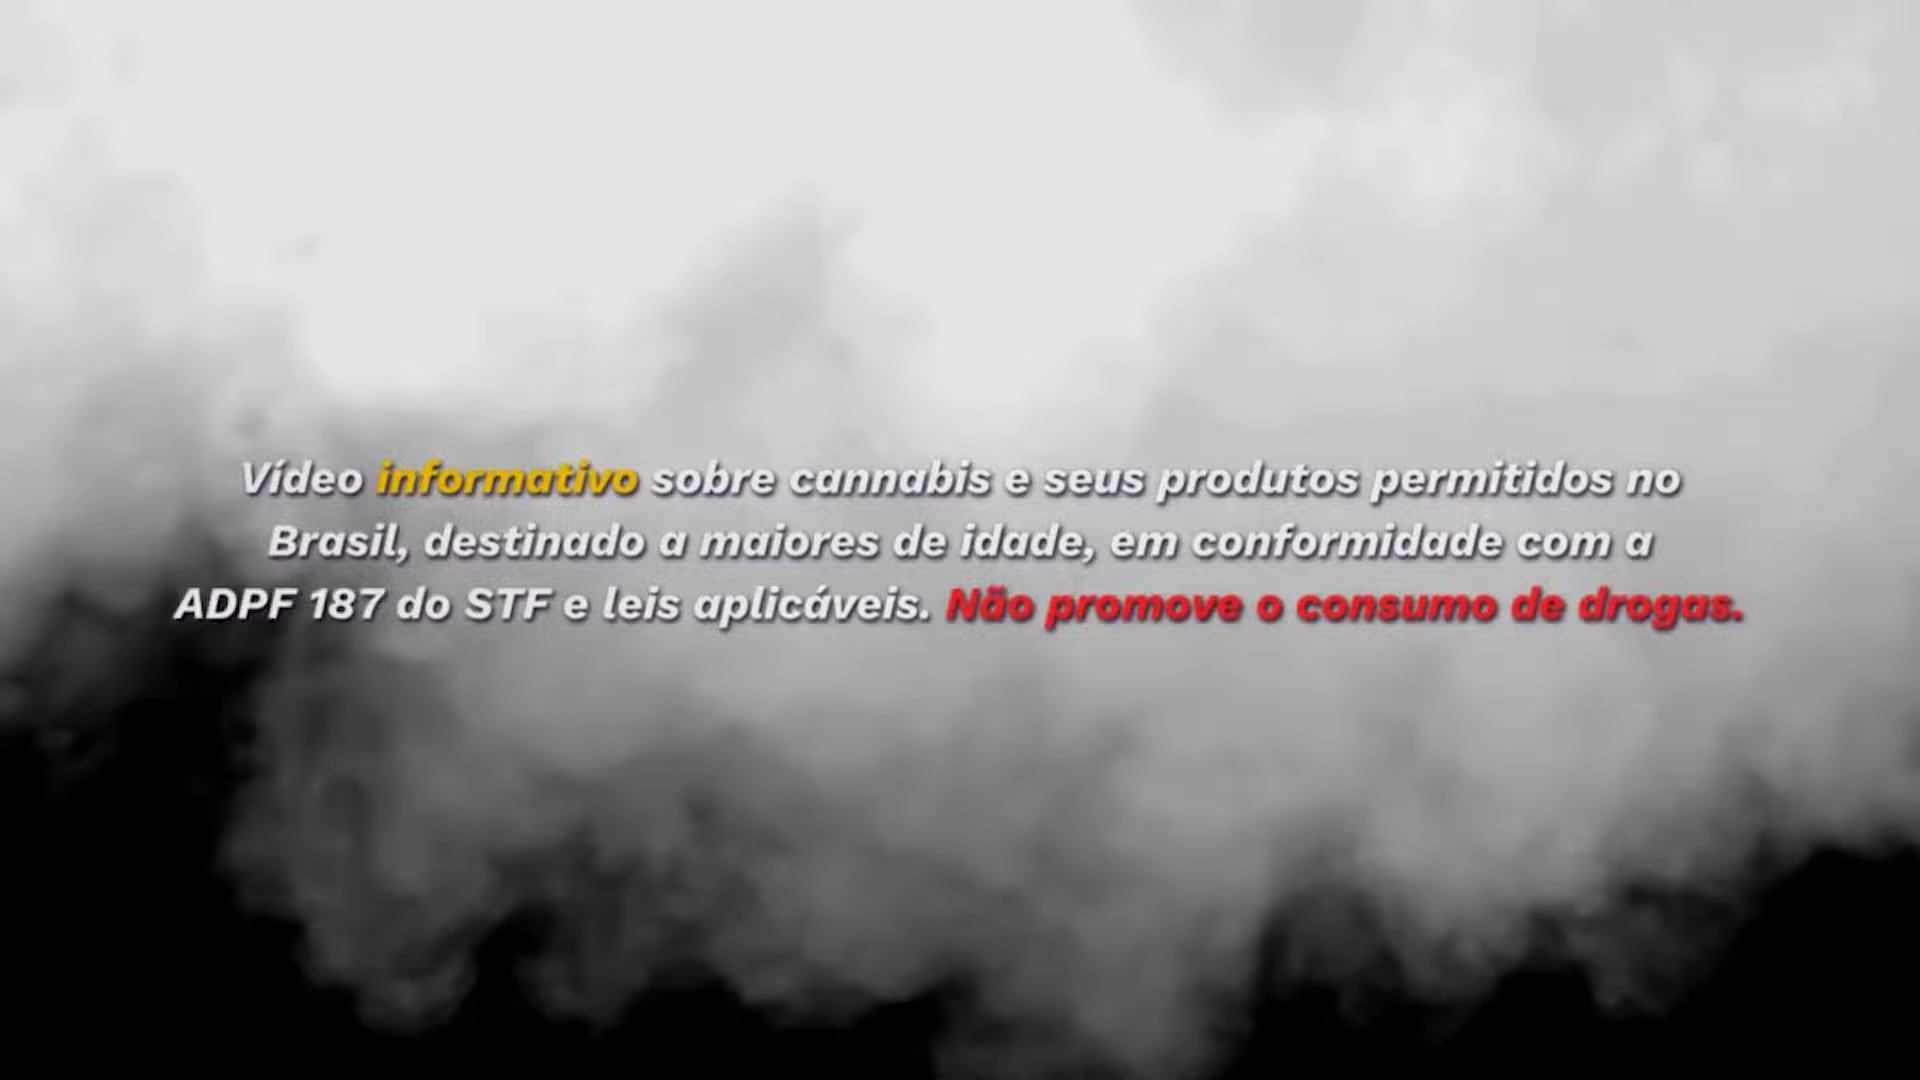 Vídeo informativo sobre cannabis e seus produtos permitidos no
Brasil, destinado a maiores de idade, em conformidade com a
ADPF 187 do STF e leis aplicáveis. Não promove o consumo de drogas.